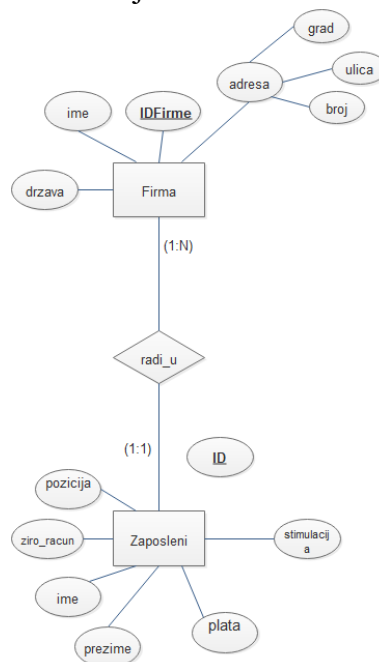 grad
adresa
ulica
broj
ime
IDFirme
drzava
Firma
(1:N)
radi_u
(1:1)
ID
pozicija
ziro_racun
Zaposleni
stimulacij
a
ime
prezime
plata